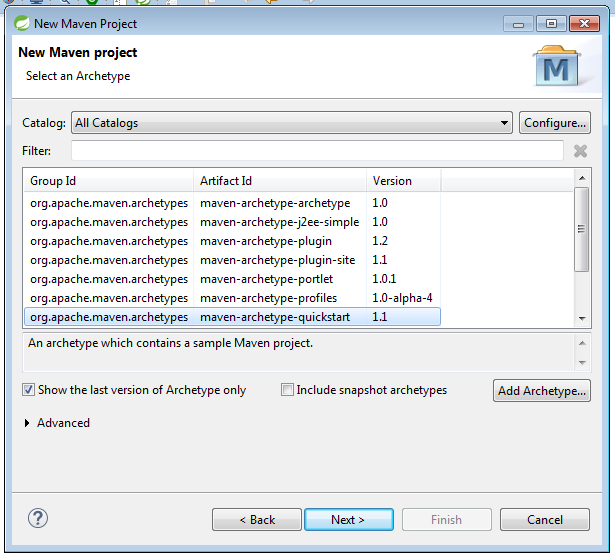 New Maven Project
New Maven project
Select an Archetype
M
Catalog: All Catalogs Configure...
Filter:
Group Id Artifact Id Version
org.apache.maven.archetypes maven-archetype-archetype 1.0
org.apache.maven.archetypes maven-archetype-j2ee-simple 1.0
org.apache.maven.archetypes maven-archetype-plugin 1.2
org.apache.maven.archetypes maven-archetype-plugin-site 1.1
org.apache.maven.archetypes maven-archetype-portlet 1.0.1
org.apache.maven.archetypes maven-archetype-profiles 1.0-alpha-4
org.apache.maven.archetypes maven-archetype-quickstart 1.1
An archetype which contains a sample Maven project.
Show the last version of Archetype only Include snapshot archetypes Add Archetype...
Advanced
? < Back Next > Finish Cancel